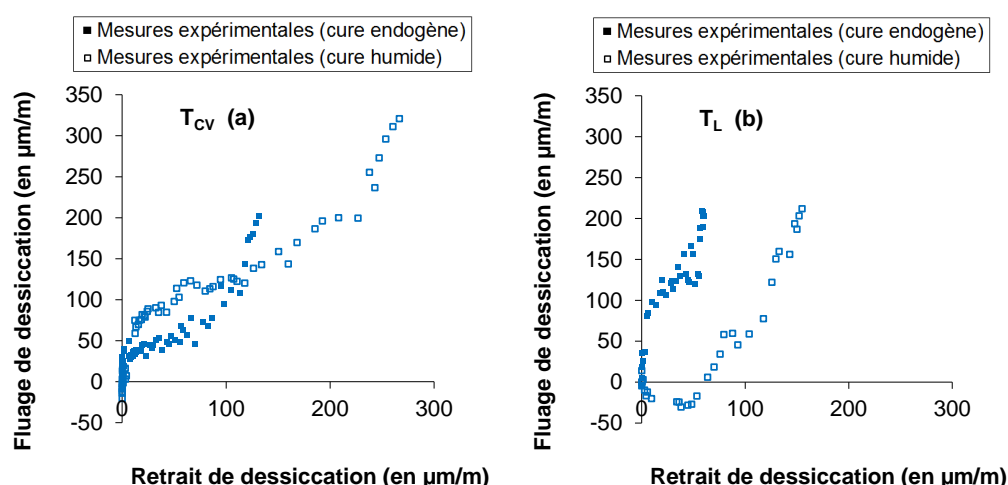 Mesures expérimentales (cure endogène)
Mesures expérimentales (cure humide)
T_CV (a)
Fluage de dessiccation (en µm/m)
350
300
250
200
150
100
50
0
-50
0
100
200
300
Retrait de dessiccation (en µm/m)
Mesures expérimentales (cure endogène)
Mesures expérimentales (cure humide)
T_L (b)
Fluage de dessiccation (en µm/m)
350
300
250
200
150
100
50
0
-50
0
100
200
300
Retrait de dessiccation (en µm/m)